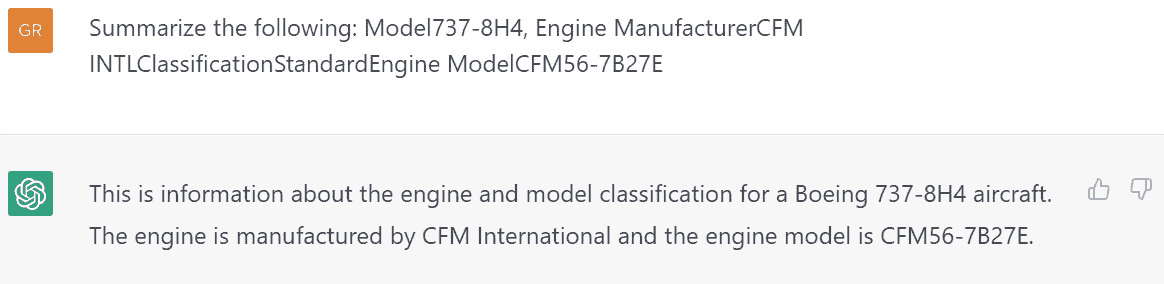 GR
Summarize the following: Model737-8H4, Engine ManufacturerCFM
INTLClassificationStandardEngine ModelCFM56-7B27E
This is information about the engine and model classification for a Boeing 737-8H4 aircraft.
The engine is manufactured by CFM International and the engine model is CFM56-7B27E.